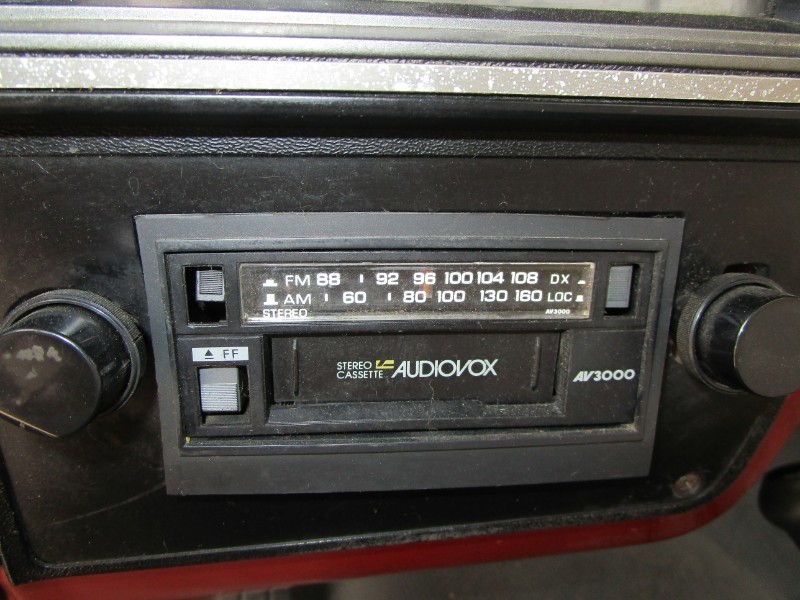 FM 88 92 96 100 104 108 DX
AM 60 80 100 130 160 LOC
STEREO AV3000
▲ FF
STEREO CASSETTE AUDIOVOX
AV3000